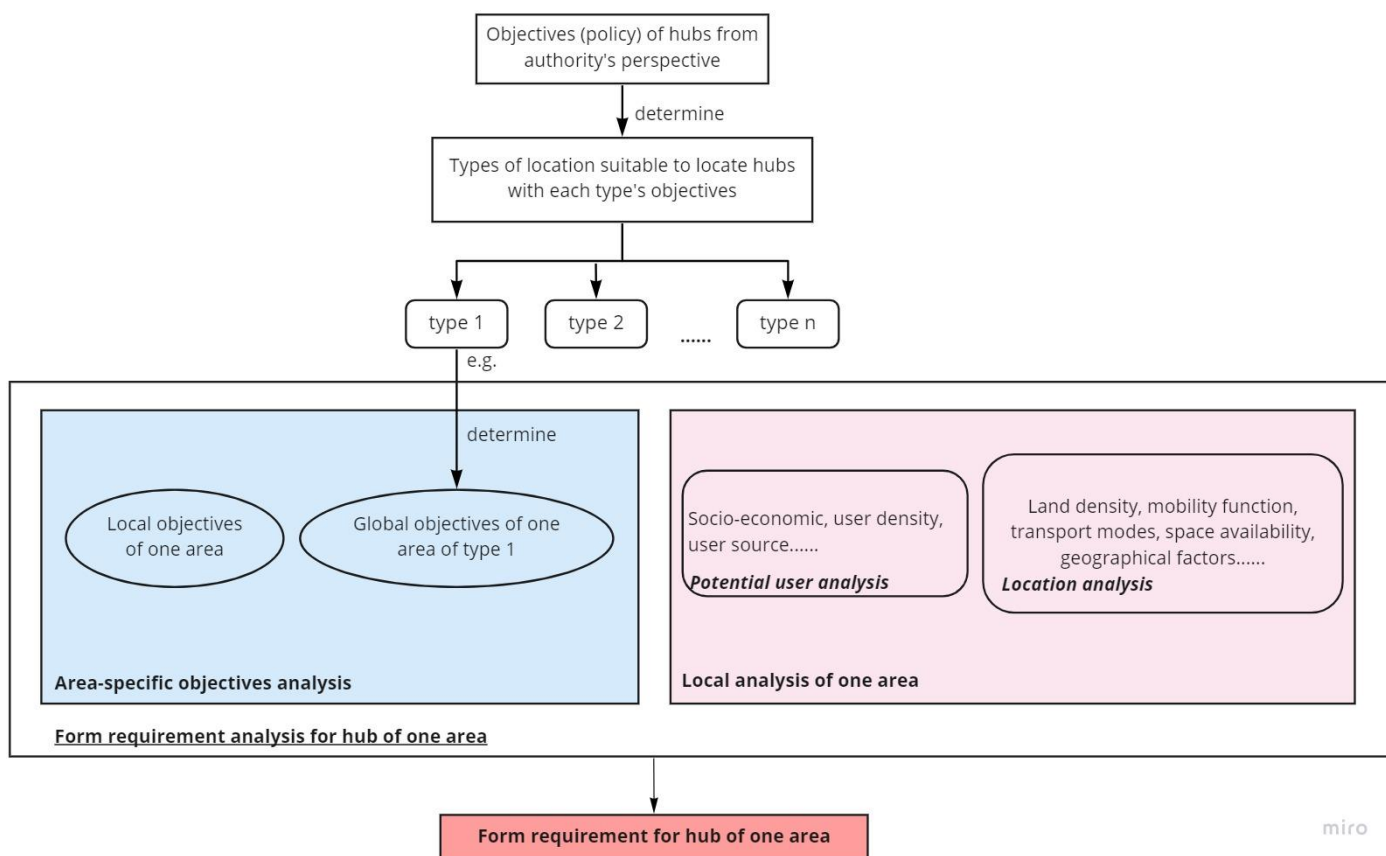 Objectives (policy) of hubs from
authority's perspective
determine
Types of location suitable to locate hubs
with each type's objectives
type 1
type 2
......
type n
e.g.
determine
Local objectives
of one area
Global objectives of one
area of type 1
Area-specific objectives analysis
Socio-economic, user density,
user source......
Potential user analysis
Land density, mobility function,
transport modes, space availability,
geographical factors......
Location analysis
Local analysis of one area
Form requirement analysis for hub of one area
Form requirement for hub of one area
miro